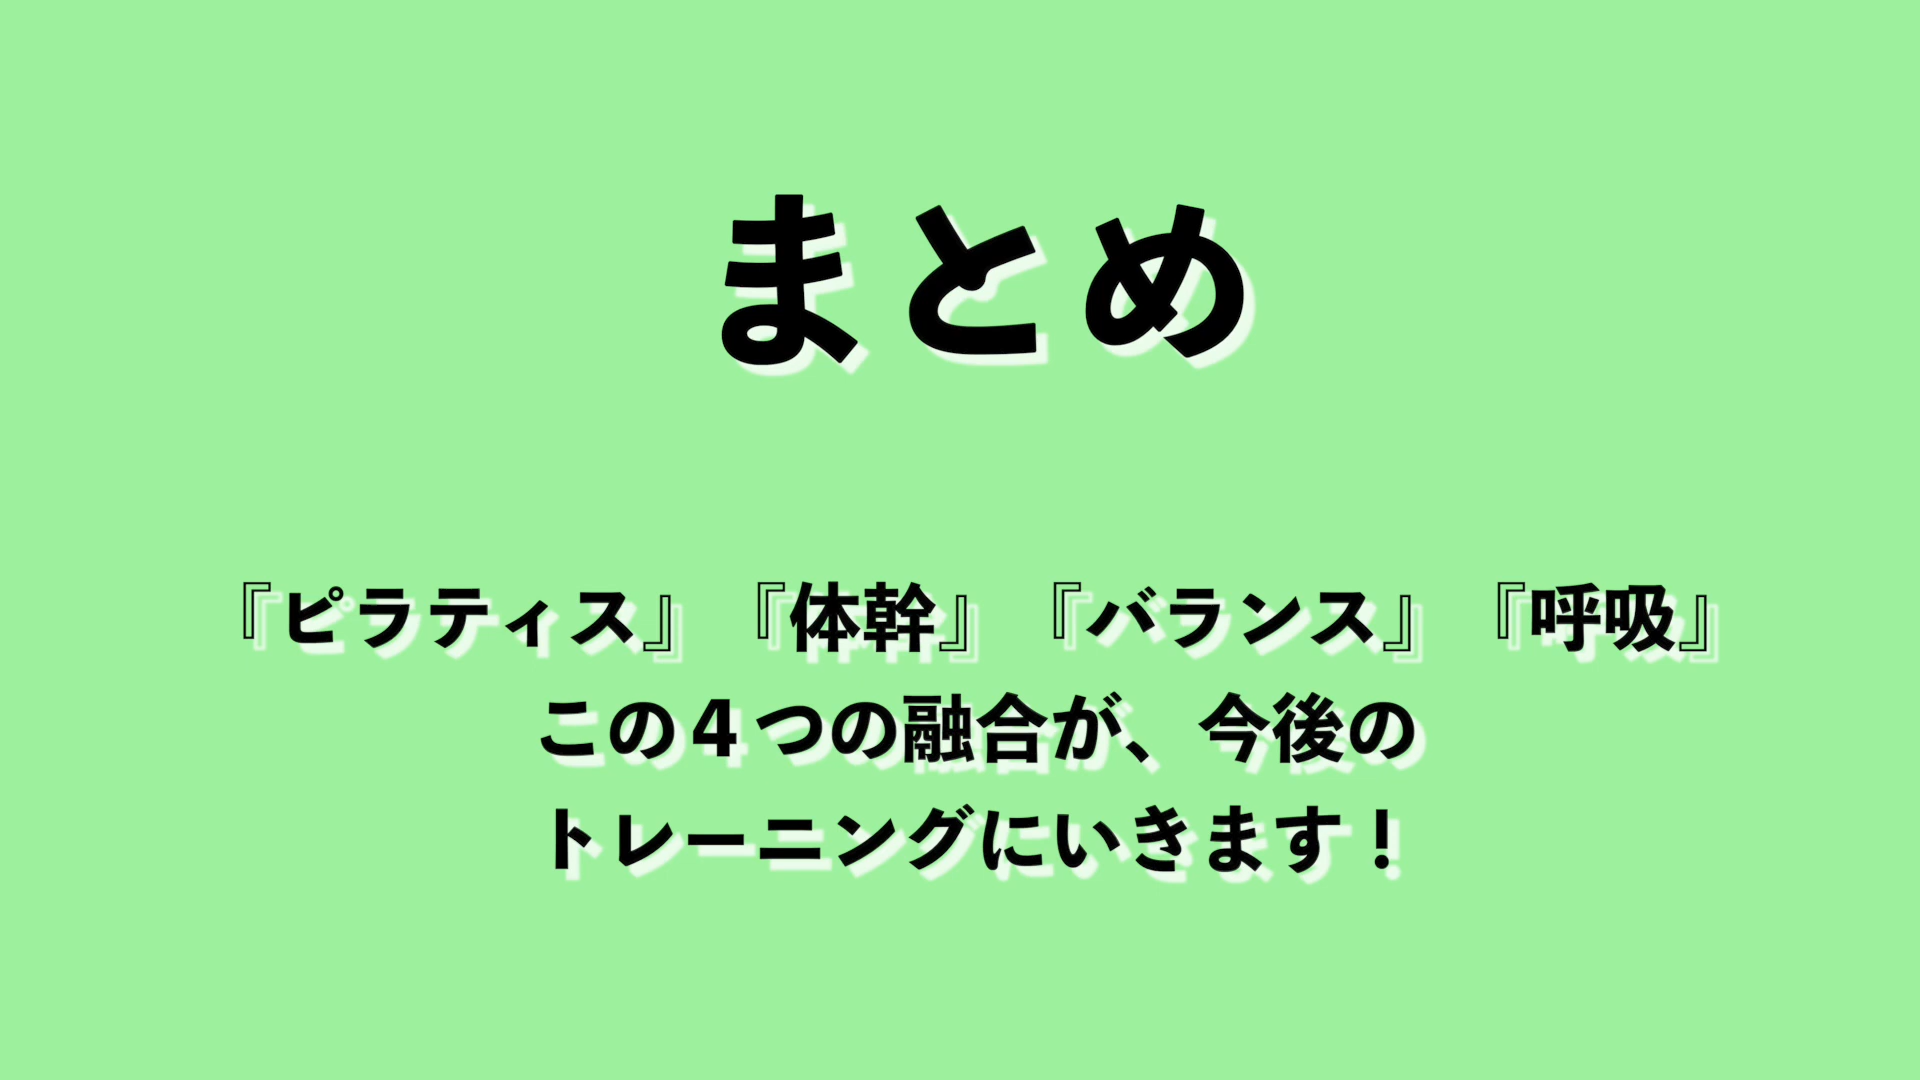 まとめ
『ピラティス』『体幹』『バランス』『呼吸』
この４つの融合が、今後の
トレーニングにいきます！